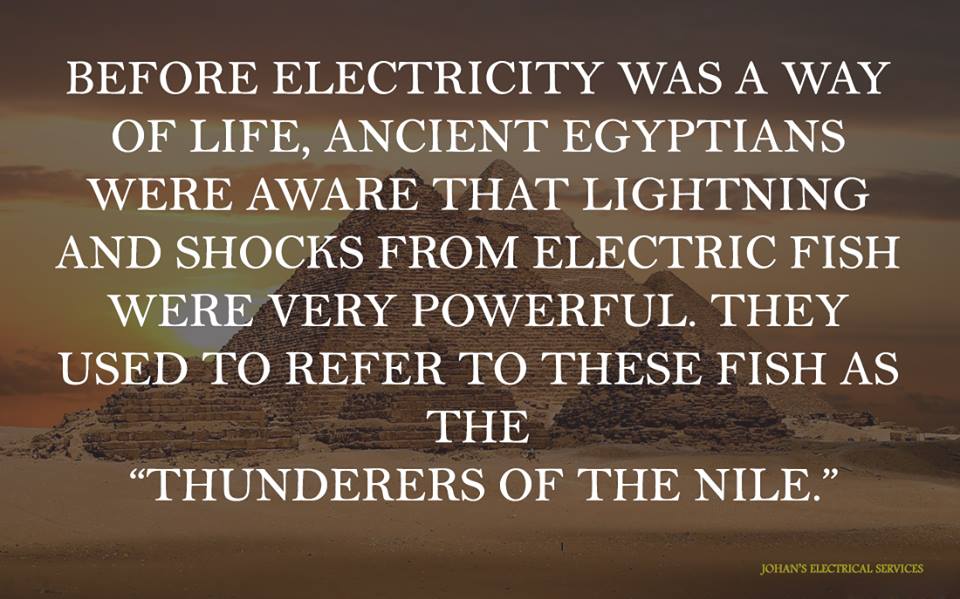 BEFORE ELECTRICITY WAS A WAY
OF LIFE, ANCIENT EGYPTIANS
WERE AWARE THAT LIGHTNING
AND SHOCKS FROM ELECTRIC FISH
WERE VERY POWERFUL. THEY
USED TO REFER TO THESE FISH AS
THE
“THUNDERERS OF THE NILE.”
JOHAN'S ELECTRICAL SERVICES